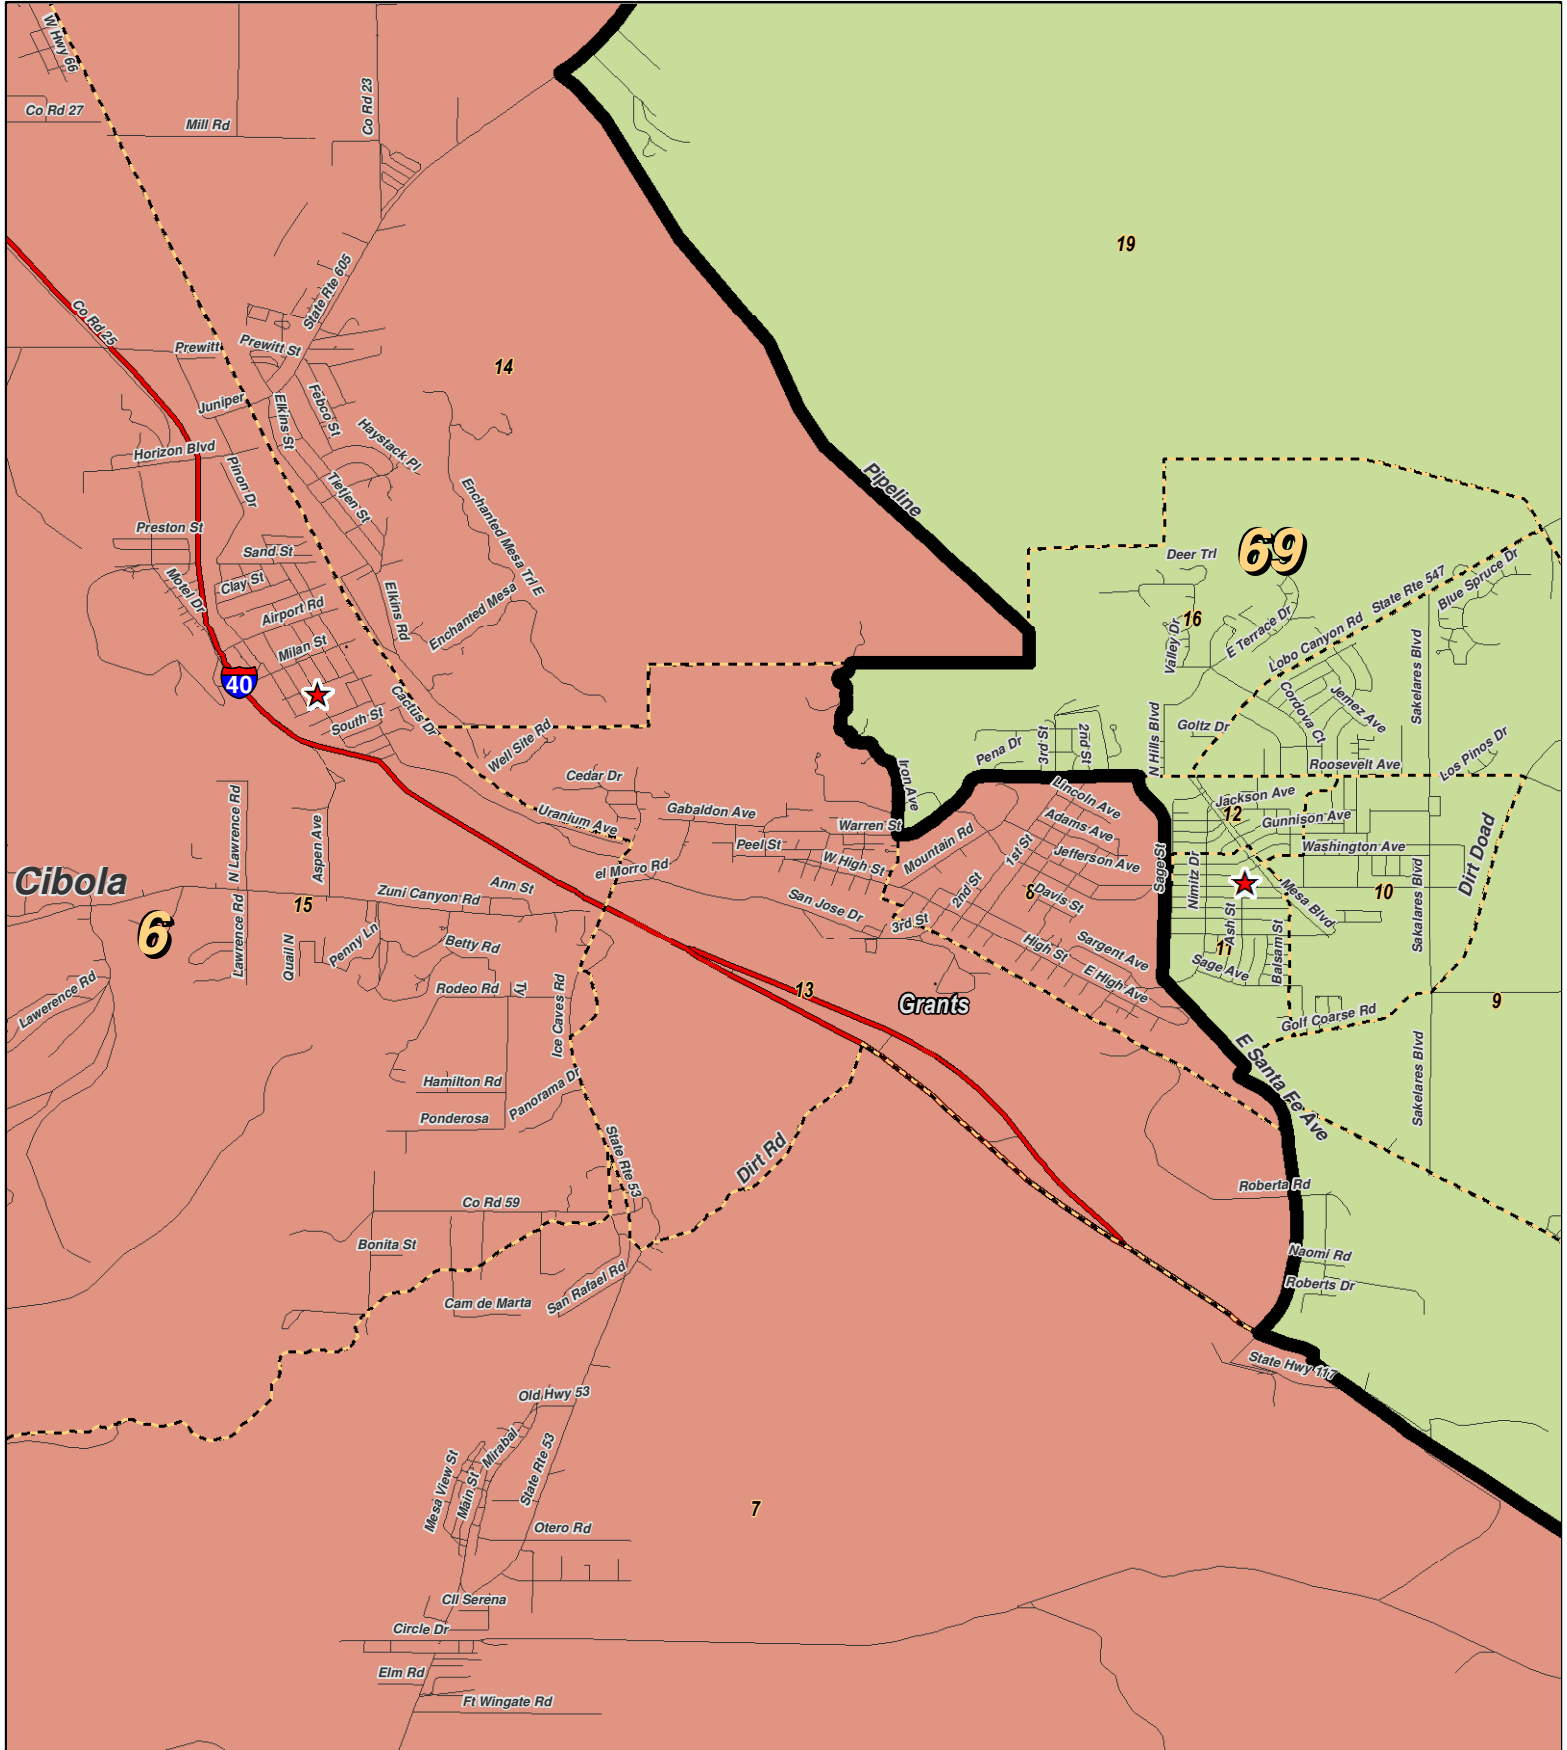 W Hwy 66
Co Rd 27
Mill Rd
Co Rd 23
19
State Rte 605
Co Rd 25
Prewitt
Prewitt St
14
Juniper
Elkins St
Febco St
Haystack Pl
Horizon Blvd
Pinon Dr
Tietjen St
Enchanted Mesa Trl E
Pipeline
Preston St
Sand St
Deer Trl
69
State Rte 547
Blue Spruce Dr
Motel Dr
Clay St
Airport Rd
Elkins Rd
Enchanted Mesa
16
Valley Dr
E Terrace Dr
Lobo Canyon Rd
Sakelares Blvd
Milan St
40
Cactus Dr
South St
Well Site Rd
Cordova Ct
Jemez Ave
Goltz Dr
N Hills Blvd
3rd St
2nd St
Pena Dr
Los Pinos Dr
Roosevelt Ave
Iron Ave
Cedar Dr
Uranium Ave
Gabaldon Ave
Warren St
Peel St
W High St
Mountain Rd
Lincoln Ave
Adams Ave
Jefferson Ave
1st St
Jackson Ave
12
Gunnison Ave
Washington Ave
Dirt Doad
N Lawrence Rd
Aspen Ave
el Morro Rd
Sage St
Nimitz Dr
Cibola
Zuni Canyon Rd
Ann St
San Jose Dr
2nd St
8
Davis St
3rd St
Mesa Blvd
10
Sakalares Blvd
15
6
Lawrence Rd
Quail N
Penny Ln
Betty Rd
High St
Sargent Ave
E High Ave
11
Ash St
Balsam St
Sage Ave
Lawerence Rd
Rodeo Rd
Ty
Ice Caves Rd
13
Grants
9
Golf Coarse Rd
E Santa Fe Ave
Sakelares Blvd
Hamilton Rd
Panorama Dr
Ponderosa
State Rte 53
Dirt Rd
Roberta Rd
Co Rd 59
Bonita St
Naomi Rd
Roberts Dr
San Rafael Rd
Cam de Marta
State Hwy 117
Old Hwy 53
Mirabal
Mesa View St
Main St
State Rte 53
7
Otero Rd
Cll Serena
Circle Dr
Elm Rd
Ft Wingate Rd